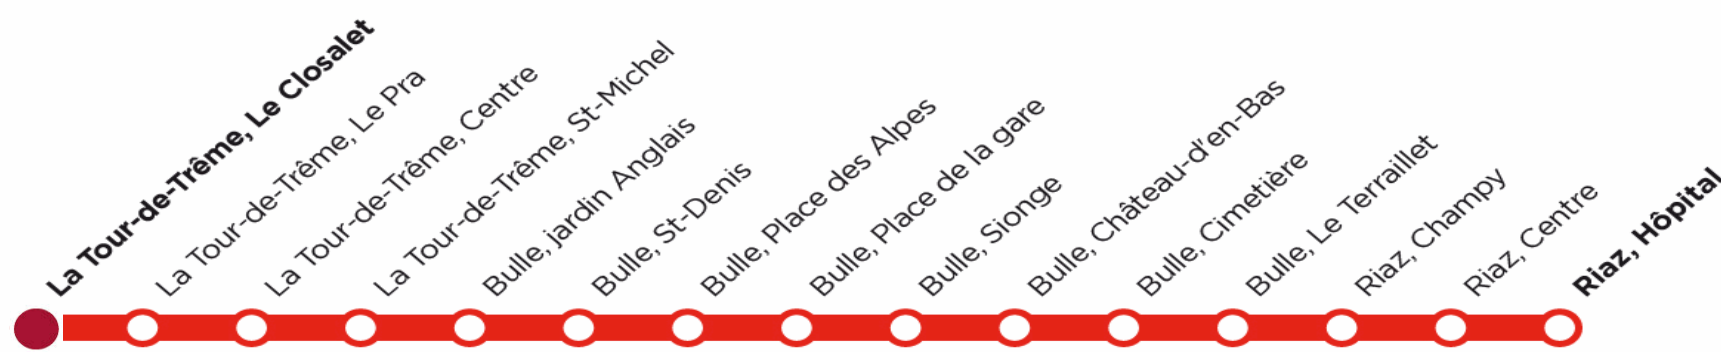 La Tour-de-Trême, Le Closalet
La Tour-de-Trême, Le Pra
La Tour-de-Trême, Centre
La Tour-de-Trême, St-Michel
Bulle, jardin Anglais
Bulle, St-Denis
Bulle, Place des Alpes
Bulle, Place de la gare
Bulle, Sionge
Bulle, Château-d'en-Bas
Bulle, Cimetière
Bulle, Le Terraillet
Riaz, Champy
Riaz, Centre
Riaz, Hôpital